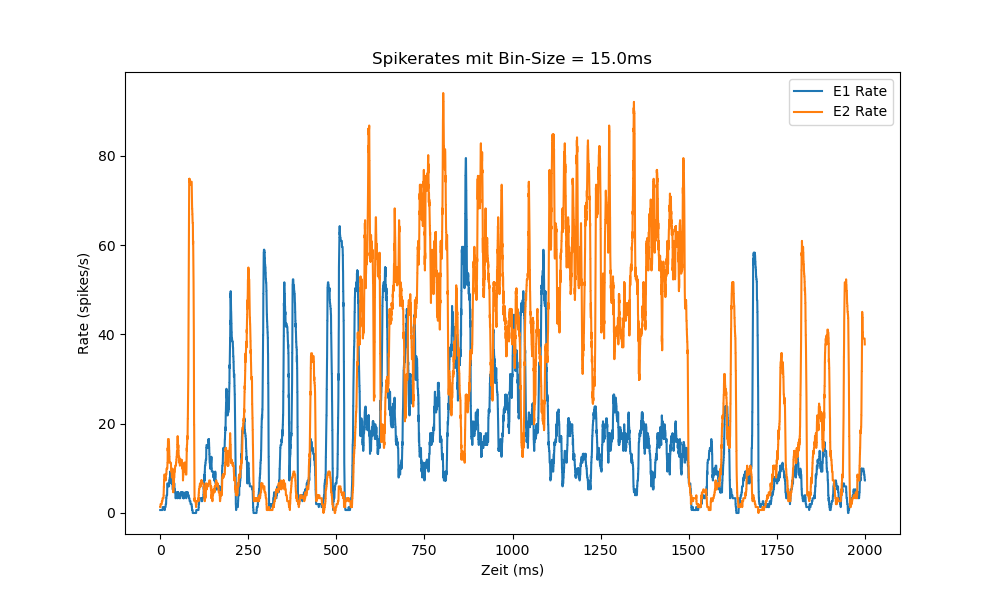 Spikerates mit Bin-Size = 15.0ms
E1 Rate
E2 Rate
Rate (spikes/s)
80
60
40
20
0
0 250 500 750 1000 1250 1500 1750 2000
Zeit (ms)